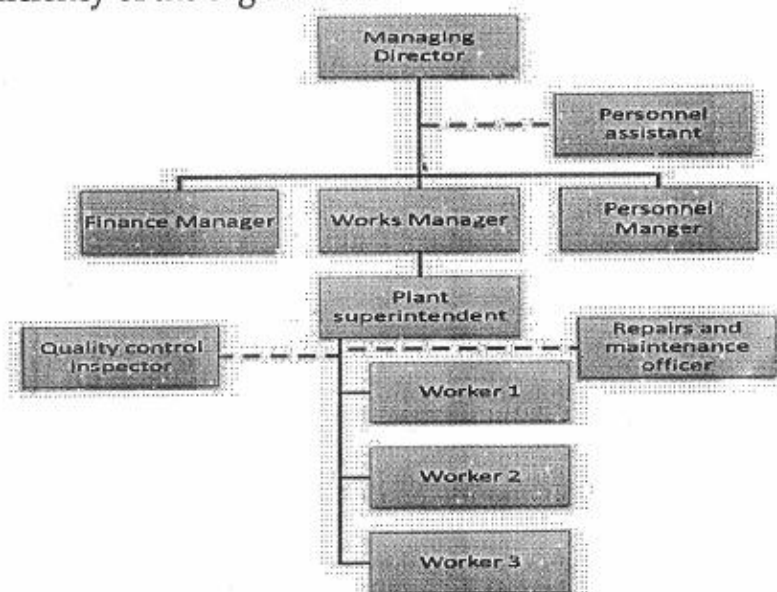 Managing
Director
Personnel
assistant
Finance Manager
Works Manager
Personnel
Manger
Plant
superintendent
Quality control
Inspector
Repairs and
maintenance
officer
Worker 1
Worker 2
Worker 3